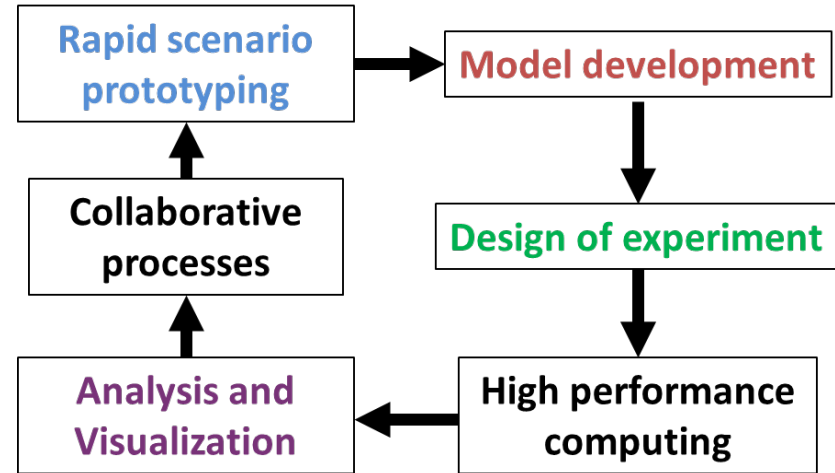 Rapid scenario
prototyping
Model development
Collaborative
processes
Design of experiment
Analysis and
Visualization
High performance
computing